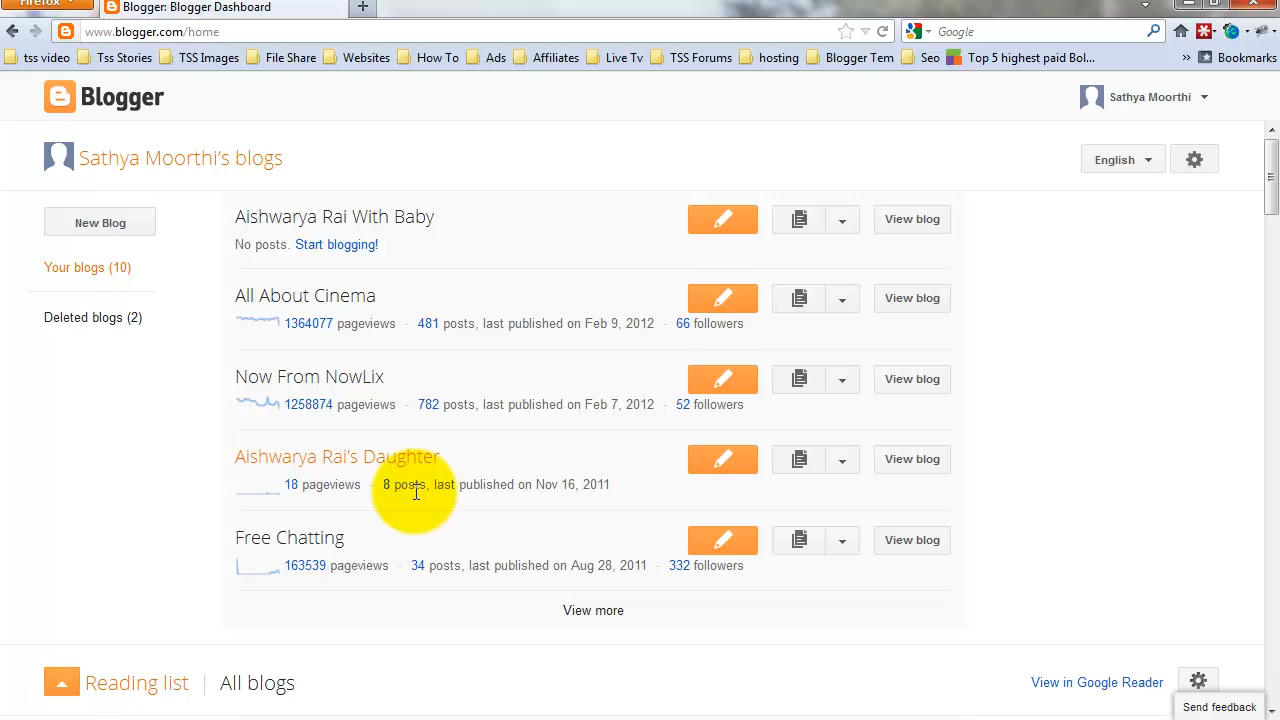 Firefox
Blogger: Blogger Dashboard
www.blogger.com/home
Google
tss video Tss Stories TSS Images File Share Websites How To Ads Affiliates Live Tv TSS Forums hosting Blogger Tem Seo Top 5 highest paid Bol... » Bookmarks
Blogger
Sathya Moorthi
Sathya Moorthi's blogs
English
New Blog
Your blogs (10)
Deleted blogs (2)
Aishwarya Rai With Baby
View blog
No posts. Start blogging!
All About Cinema
View blog
1364077 pageviews - 481 posts, last published on Feb 9, 2012 - 66 followers
Now From NowLix
View blog
1258874 pageviews - 782 posts, last published on Feb 7, 2012 - 52 followers
Aishwarya Rai's Daughter
View blog
18 pageviews - 8 posts, last published on Nov 16, 2011
Free Chatting
View blog
163539 pageviews - 34 posts, last published on Aug 28, 2011 - 332 followers
View more
Reading list | All blogs
View in Google Reader
Send feedback